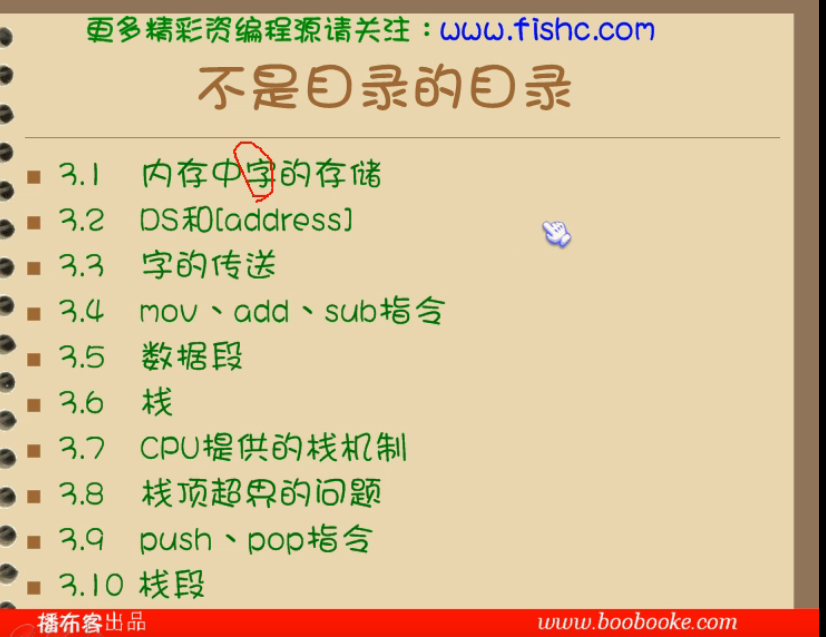 更多精彩资编程源请关注：www.fishc.com
不是目录的目录
3.1 内存中字的存储
3.2 DS和[address]
3.3 字的传送
3.4 mov、add、sub指令
3.5 数据段
3.6 栈
3.7 CPU提供的栈机制
3.8 栈顶超界的问题
3.9 push、pop指令
3.10 栈段
播布客出品 www.boobooke.com